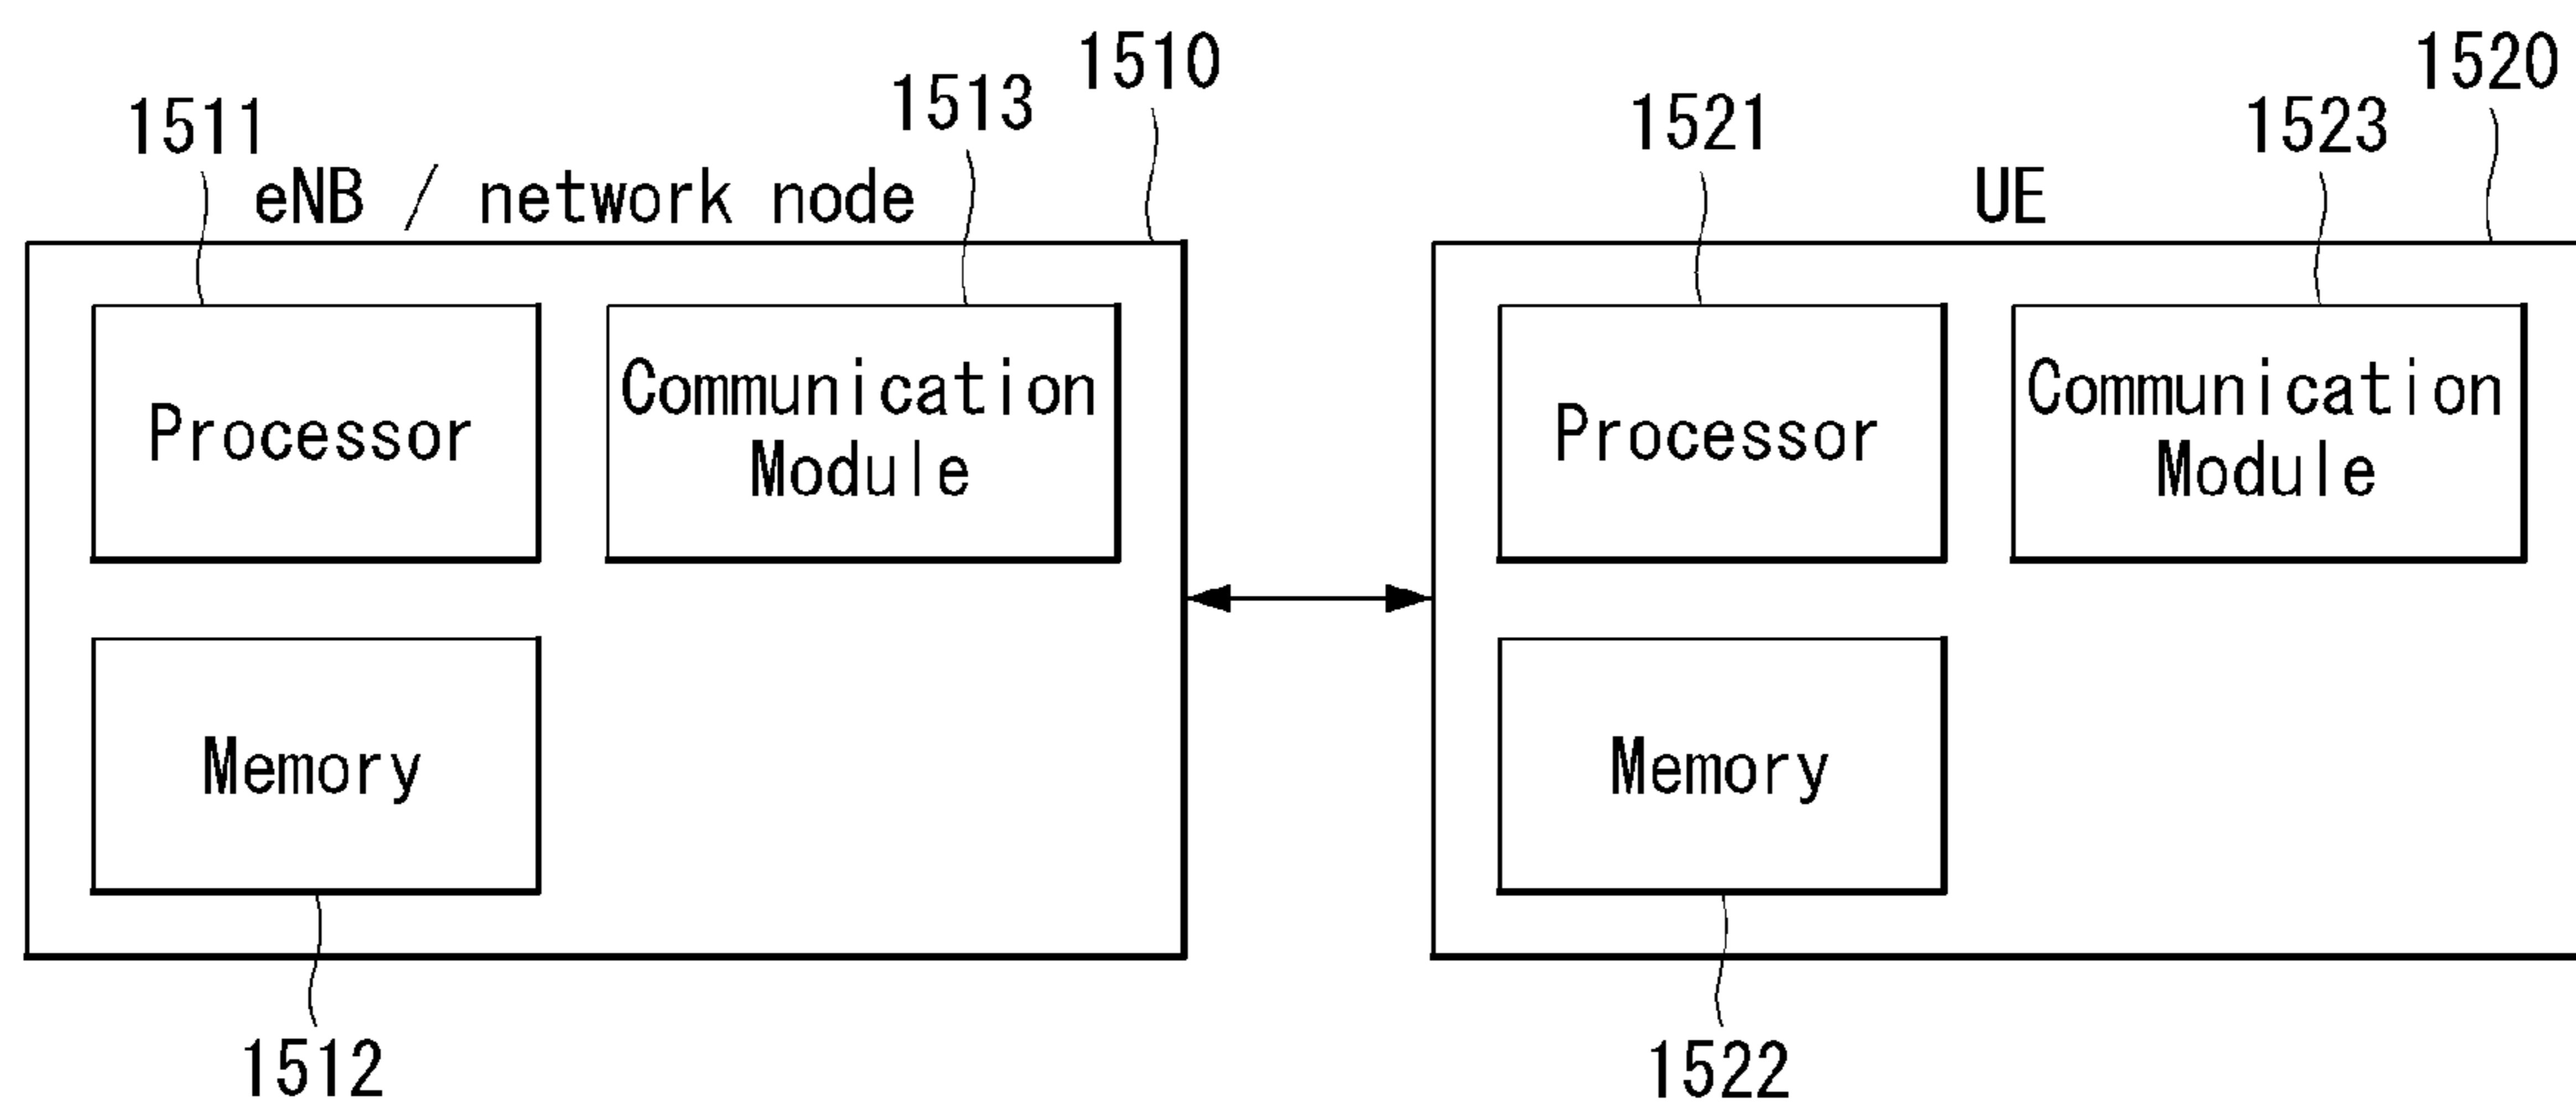 1510
1520
1511
1513
1521
1523
eNB / network node
UE
Processor
Communication
Module
Processor
Communication
Module
Memory
Memory
1512
1522